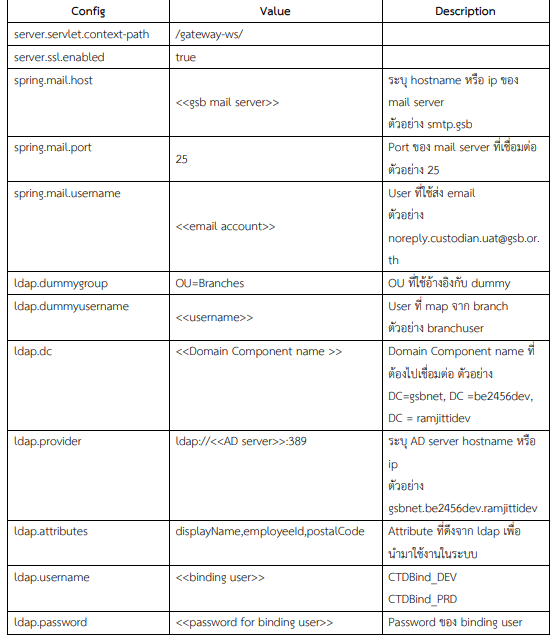 Config Value Description
server.servlet.context-path /gateway-ws/
server.ssl.enabled true
spring.mail.host <<gsb mail server>> ระบุ hostname หรือ ip ของ
mail server
ตัวอย่าง smtp.gsb
spring.mail.port 25 Port ของ mail server ที่เชื่อมต่อ
ตัวอย่าง 25
spring.mail.username <<email account>> User ที่ใช้ส่ง email
ตัวอย่าง
noreply.custodian.uat@gsb.or.
th
ldap.dummygroup OU=Branches OU ที่ใช้อ้างอิงกับ dummy
ldap.dummyusername <<username>> User ที่ map จาก branch
ตัวอย่าง branchuser
ldap.dc <<Domain Component name >> Domain Component name ที่
ต้องไปเชื่อมต่อ ตัวอย่าง
DC=gsbnet, DC =be2456dev,
DC = ramjittidev
ldap.provider ldap://<<AD server>>:389 ระบุ AD server hostname หรือ
ip
ตัวอย่าง
gsbnet.be2456dev.ramjittidev
ldap.attributes displayName,employeeId,postalCode Attribute ที่ดึงจาก ldap เพื่อ
นำมาใช้งานในระบบ
ldap.username <<binding user>> CTDBind_DEV
CTDBind_PRD
ldap.password <<password for binding user>> Password ของ binding user